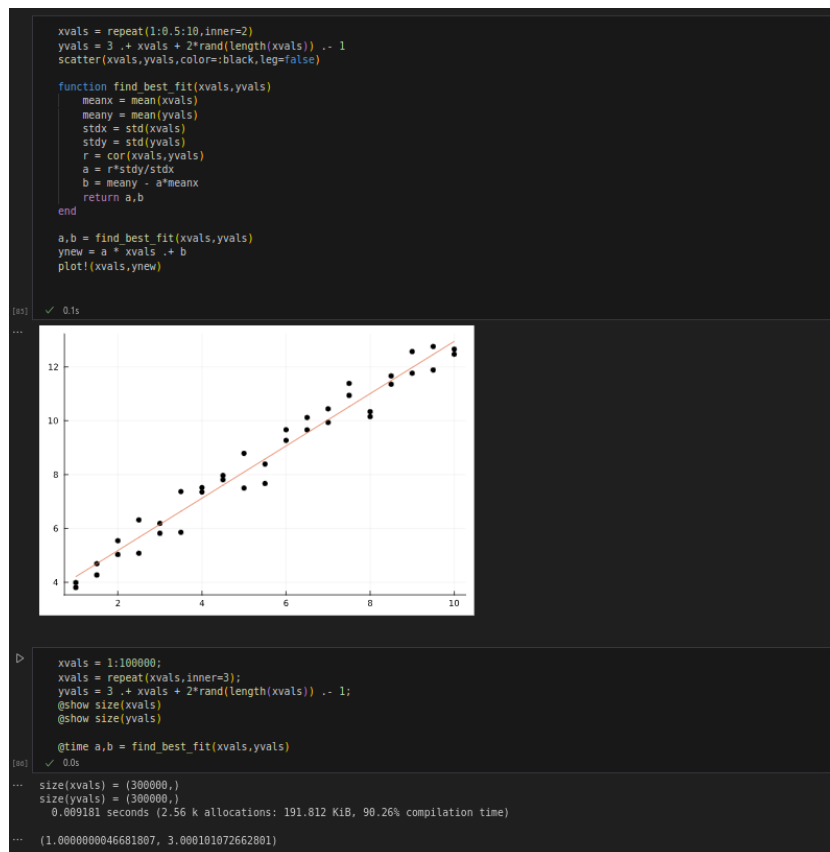 xvals = repeat(1:0.5:10,inner=2)
yvals = 3 .+ xvals + 2*rand(length(xvals)) .- 1
scatter(xvals,yvals,color=:black,leg=false)
function find_best_fit(xvals,yvals)
    meanx = mean(xvals)
    meany = mean(yvals)
    stdx = std(xvals)
    stdy = std(yvals)
    r = cor(xvals,yvals)
    a = r*stdy/stdx
    b = meany - a*meanx
    return a,b
end
a,b = find_best_fit(xvals,yvals)
ynew = a * xvals .+ b
plot!(xvals,ynew)
✓ 0.1s
...
12
10
8
6
4
2 4 6 8 10
xvals = 1:100000;
xvals = repeat(xvals,inner=3);
yvals = 3 .+ xvals + 2*rand(length(xvals)) .- 1;
@show size(xvals)
@show size(yvals)
@time a,b = find_best_fit(xvals,yvals)
✓ 0.0s
... size(xvals) = (300000,)
size(yvals) = (300000,)
  0.009181 seconds (2.56 k allocations: 191.812 KiB, 90.26% compilation time)
... (1.0000000046681807, 3.000101072662801)